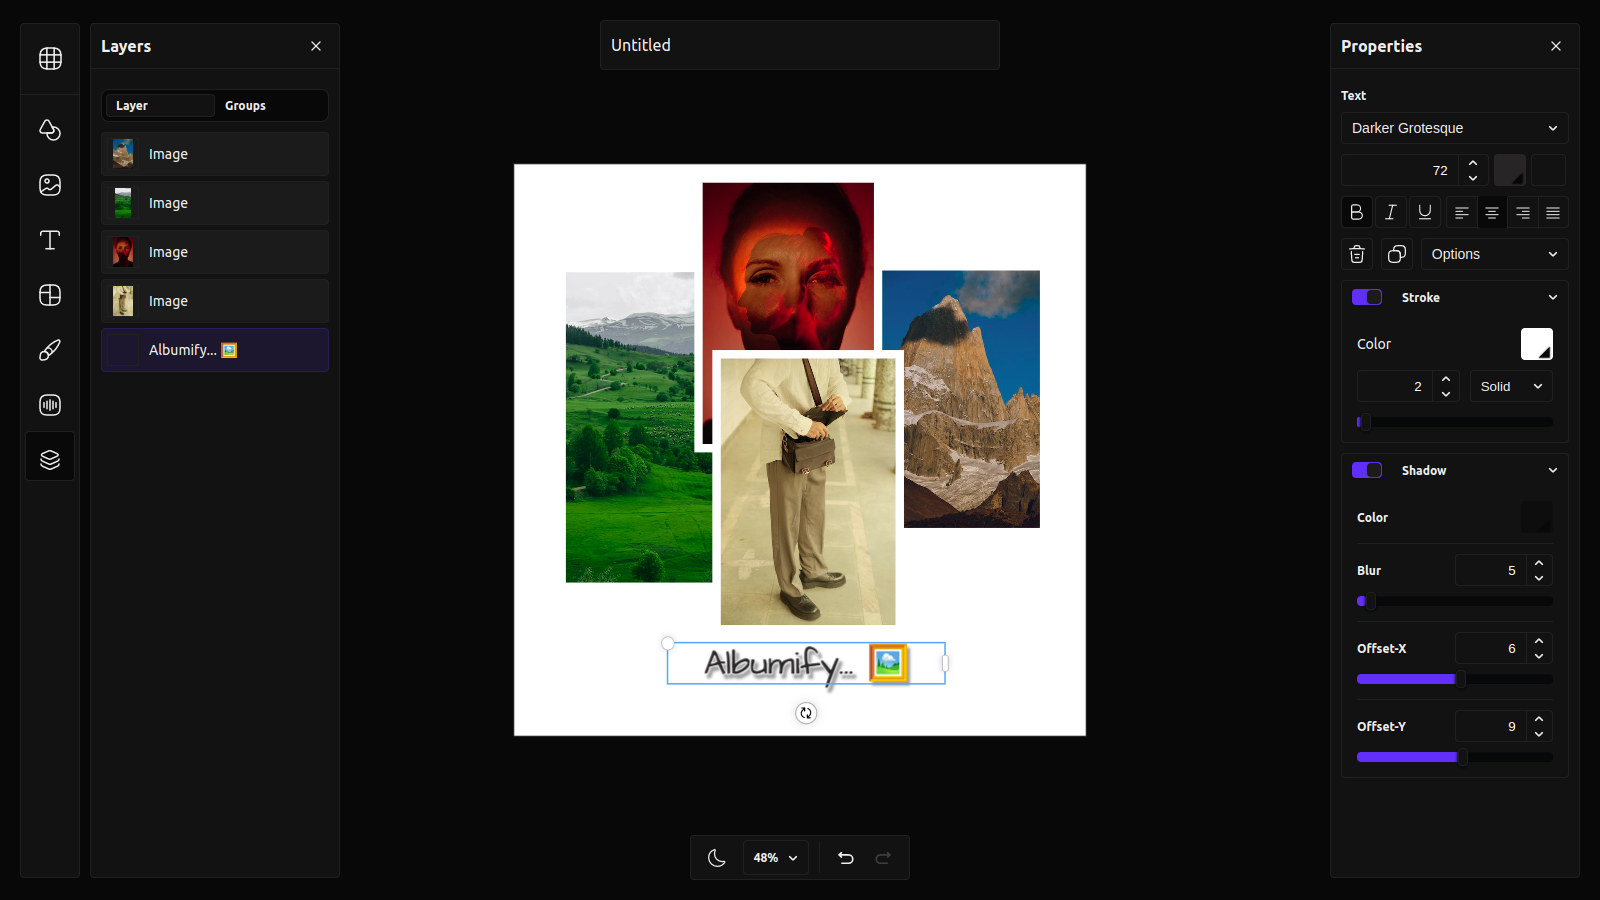 Layers
Untitled
Properties
Layer
Groups
Image
Image
Image
Image
Albumify... 🖼️
Text
Darker Grotesque
72
B I U
Options
Stroke
Color
2
Solid
Shadow
Color
Blur
5
Offset-X
6
Offset-Y
9
Albumify... 🖼️
48%